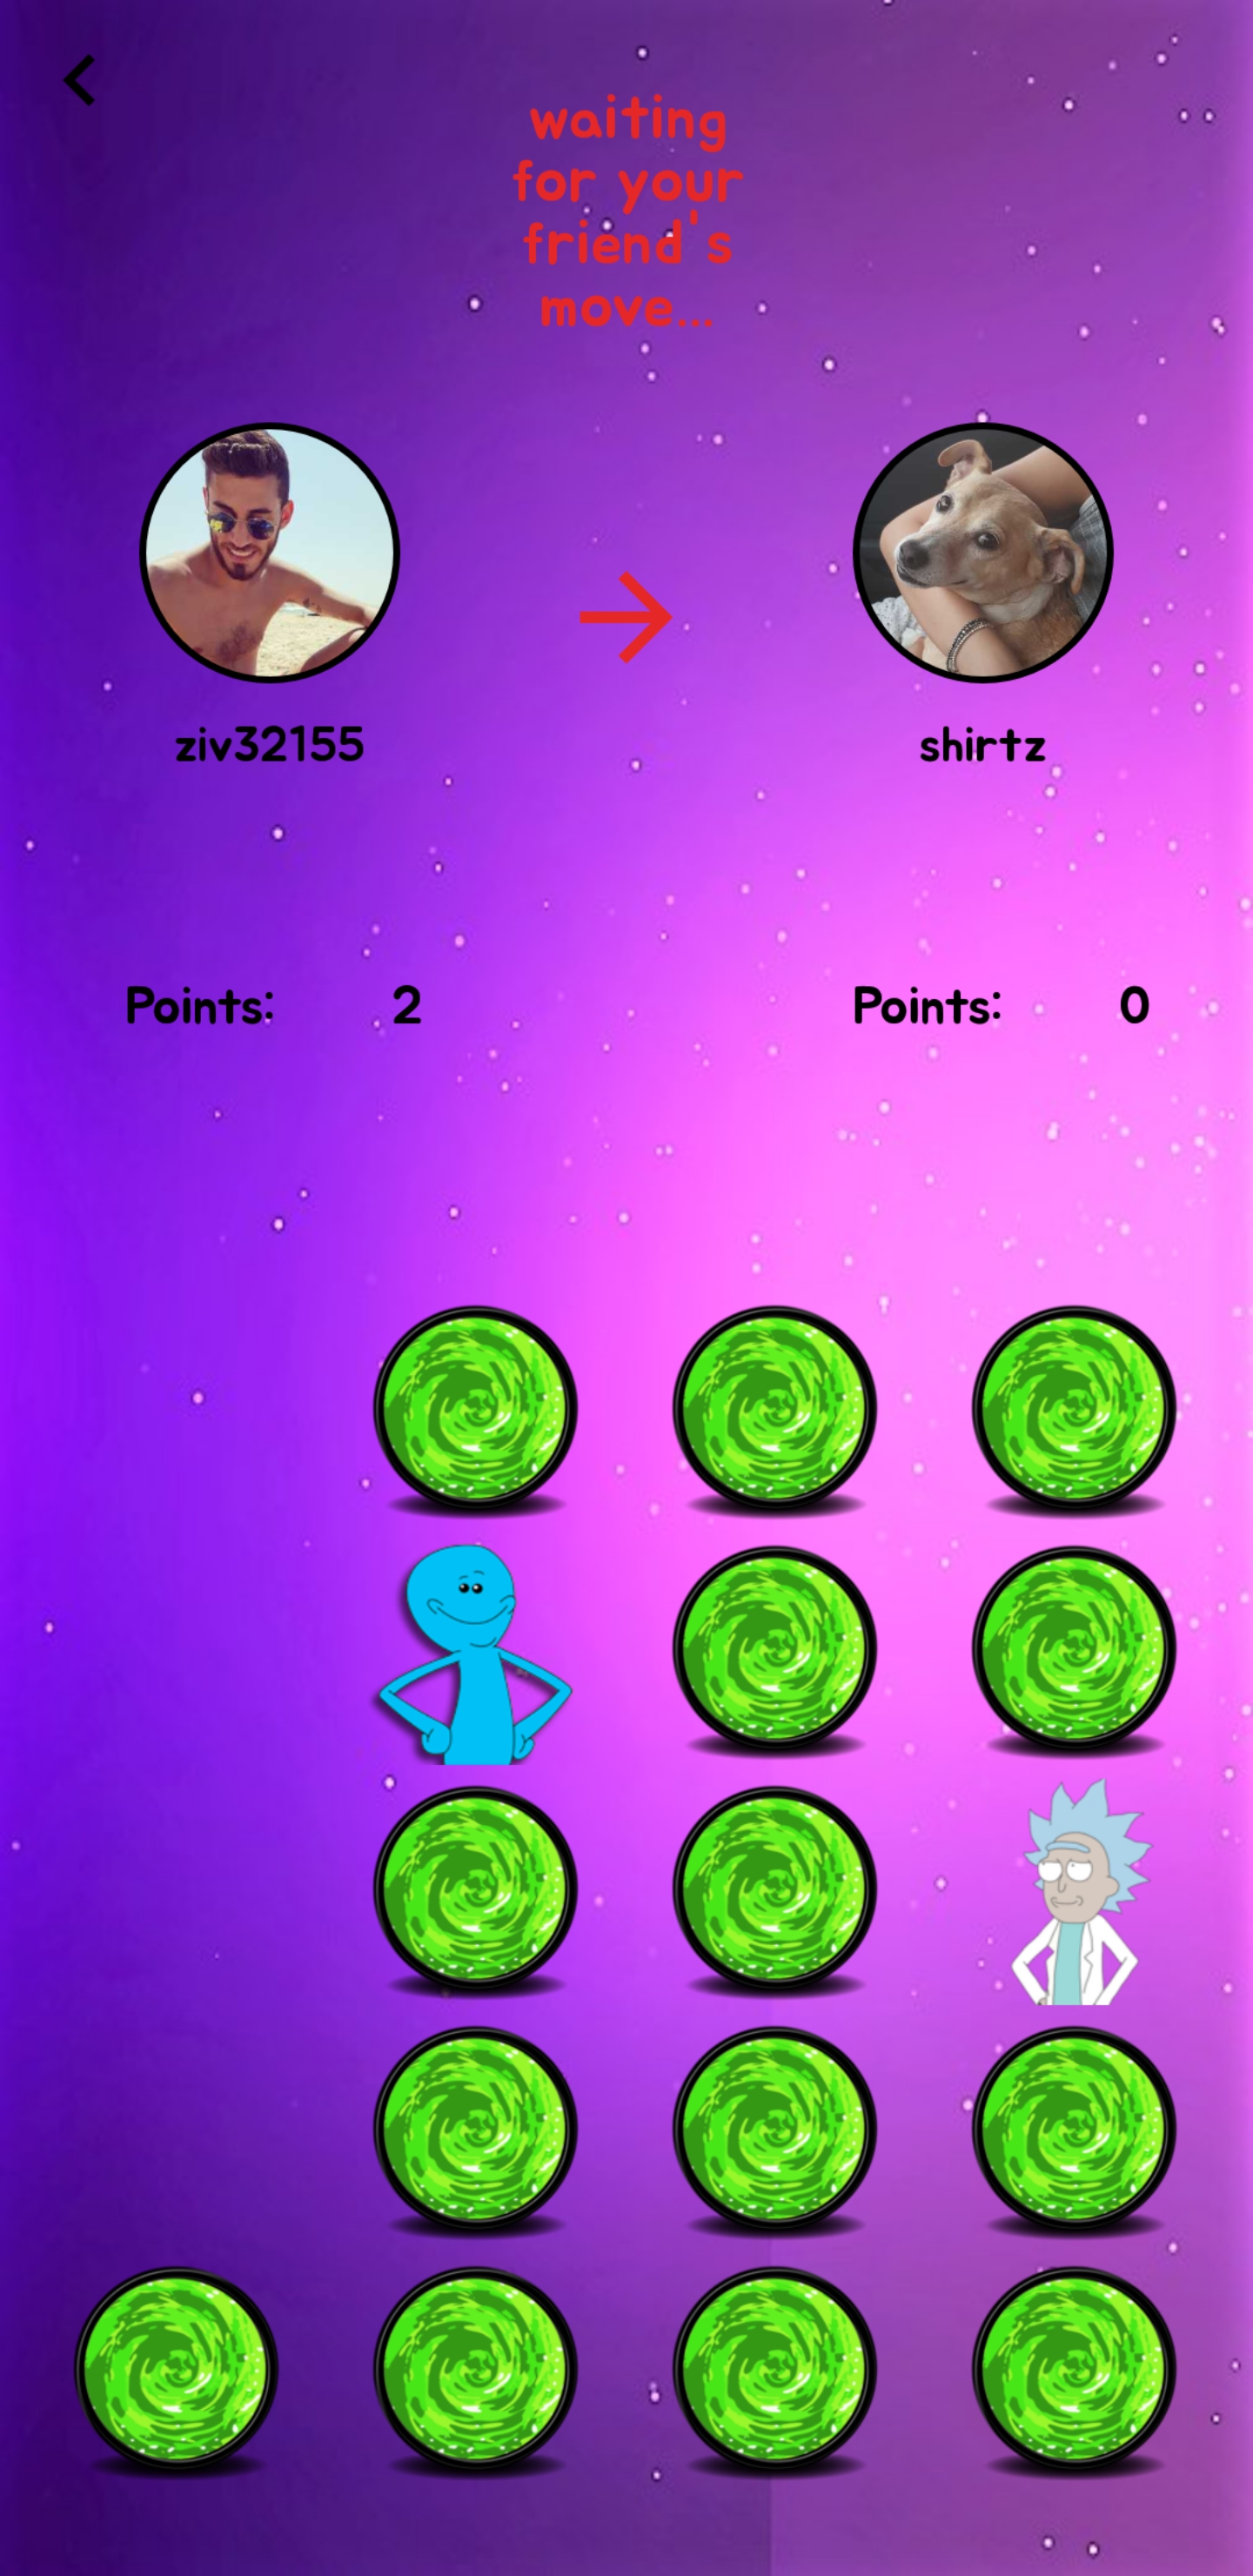 waiting
for your
friend's
move...
ziv32155
shirtz
Points: 2
Points: 0